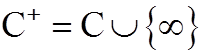 C⁺ = C ∪ {∞}